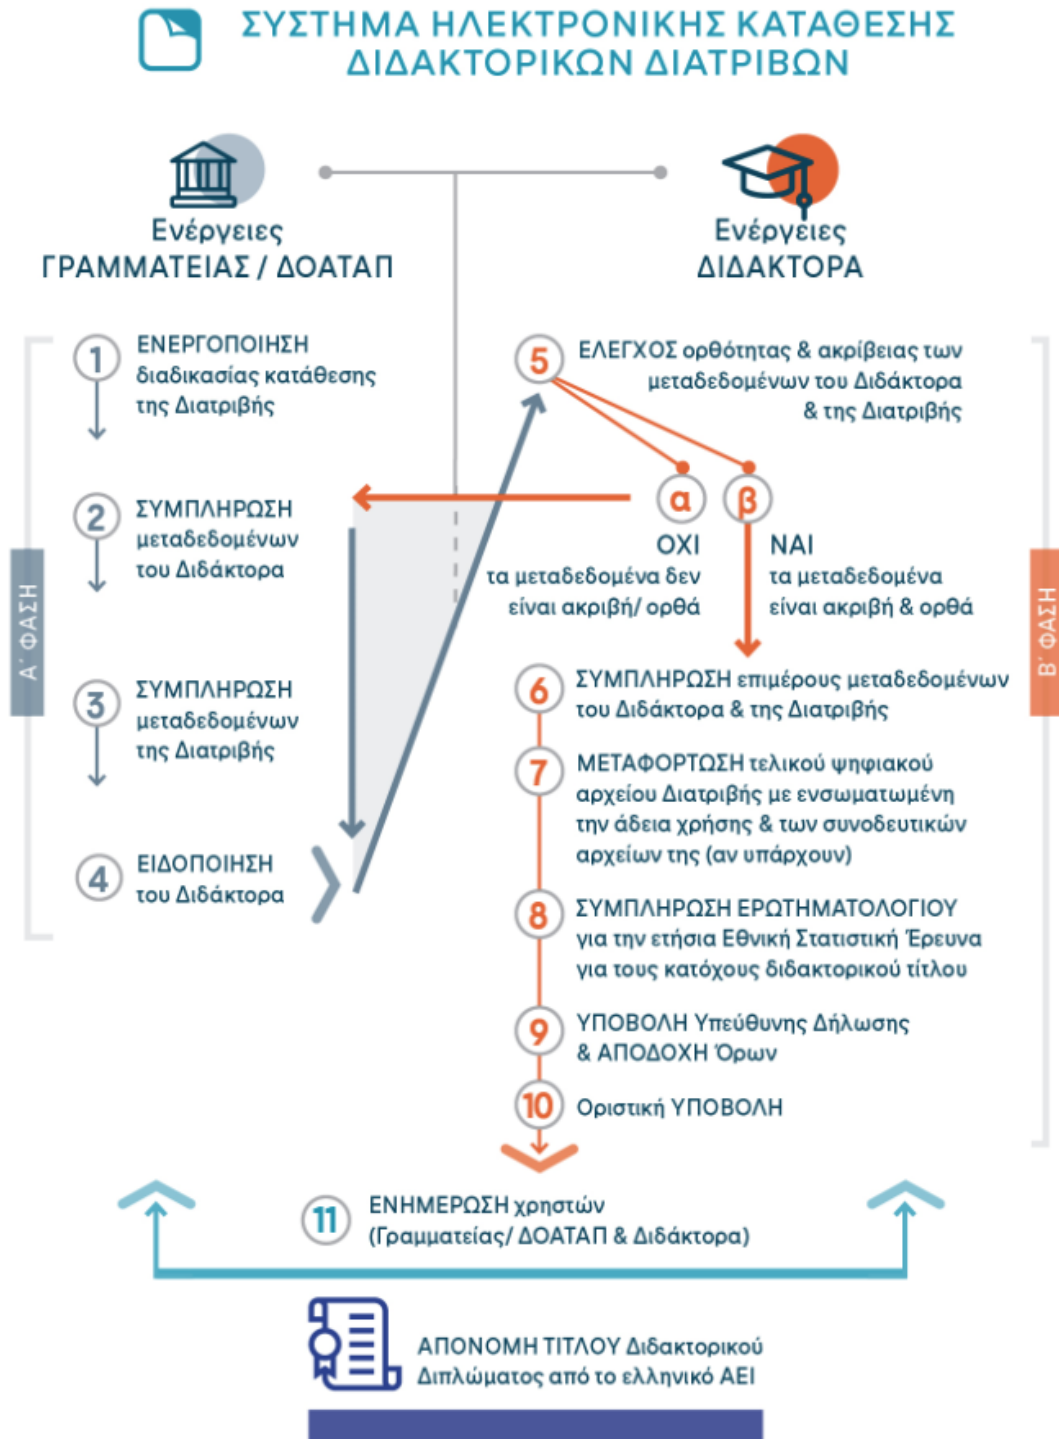 ΣΥΣΤΗΜΑ ΗΛΕΚΤΡΟΝΙΚΗΣ ΚΑΤΑΘΕΣΗΣ
ΔΙΔΑΚΤΟΡΙΚΩΝ ΔΙΑΤΡΙΒΩΝ
Ενέργειες
ΓΡΑΜΜΑΤΕΙΑΣ / ΔΟΑΤΑΠ
Ενέργειες
ΔΙΔΑΚΤΟΡΑ
Α΄ ΦΑΣΗ
1
ΕΝΕΡΓΟΠΟΙΗΣΗ
διαδικασίας κατάθεσης
της Διατριβής
2
ΣΥΜΠΛΗΡΩΣΗ
μεταδεδομένων
του Διδάκτορα
3
ΣΥΜΠΛΗΡΩΣΗ
μεταδεδομένων
της Διατριβής
4
ΕΙΔΟΠΟΙΗΣΗ
του Διδάκτορα
Β΄ ΦΑΣΗ
5
ΕΛΕΓΧΟΣ ορθότητας & ακρίβειας των
μεταδεδομένων του Διδάκτορα
& της Διατριβής
α
ΟΧΙ
τα μεταδεδομένα δεν
είναι ακριβή/ ορθά
β
ΝΑΙ
τα μεταδεδομένα
είναι ακριβή & ορθά
6
ΣΥΜΠΛΗΡΩΣΗ επιμέρους μεταδεδομένων
του Διδάκτορα & της Διατριβής
7
ΜΕΤΑΦΟΡΤΩΣΗ τελικού ψηφιακού
αρχείου Διατριβής με ενσωματωμένη
την άδεια χρήσης & των συνοδευτικών
αρχείων της (αν υπάρχουν)
8
ΣΥΜΠΛΗΡΩΣΗ ΕΡΩΤΗΜΑΤΟΛΟΓΙΟΥ
για την ετήσια Εθνική Στατιστική Έρευνα
για τους κατόχους διδακτορικού τίτλου
9
ΥΠΟΒΟΛΗ Υπεύθυνης Δήλωσης
& ΑΠΟΔΟΧΗ Όρων
10
Οριστική ΥΠΟΒΟΛΗ
11
ΕΝΗΜΕΡΩΣΗ χρηστών
(Γραμματείας/ ΔΟΑΤΑΠ & Διδάκτορα)
ΑΠΟΝΟΜΗ ΤΙΤΛΟΥ Διδακτορικού
Διπλώματος από το ελληνικό ΑΕΙ